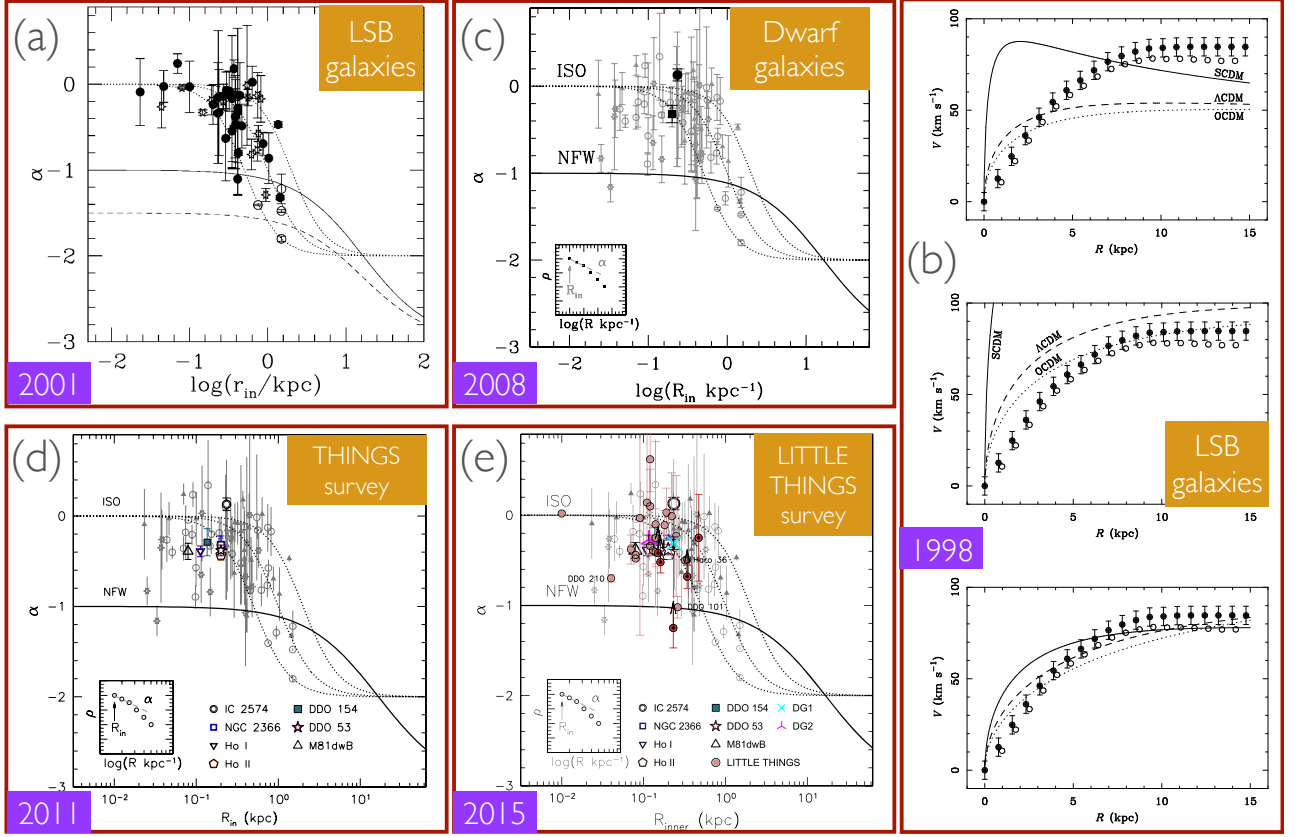 (a)
LSB
galaxies
0
−1
−2
−3
α
−2
−1
0
1
2
log(r_in/kpc)
2001
(c)
Dwarf
galaxies
ISO
NFW
0
−1
−2
−3
α
ρ
α
R_in
log(R kpc⁻¹)
−2
−1
0
1
2
log(R_in kpc⁻¹)
2008
(b)
100
50
0
V (km s⁻¹)
SCDM
ΛCDM
OCDM
0
5
10
15
R (kpc)
100
50
0
V (km s⁻¹)
SCDM
ΛCDM
OCDM
LSB
galaxies
0
5
10
15
R (kpc)
1998
100
50
0
V (km s⁻¹)
0
5
10
15
R (kpc)
(d)
THINGS
survey
ISO
NFW
1
0
−1
−2
−3
α
ρ
α
R_in
log(R kpc⁻¹)
IC 2574
NGC 2366
Ho I
Ho II
DDO 154
DDO 53
M81dwB
10⁻²
10⁻¹
10⁰
10¹
R_in (kpc)
2011
(e)
LITTLE
THINGS
survey
ISO
NFW
Haro 36
DDO 210
DDO 101
1
0
−1
−2
−3
α
ρ
α
R_in
log(R kpc⁻¹)
IC 2574
NGC 2366
Ho I
Ho II
DDO 154
DDO 53
M81dwB
LITTLE THINGS
DG1
DG2
10⁻²
10⁻¹
10⁰
10¹
R_inner (kpc)
2015